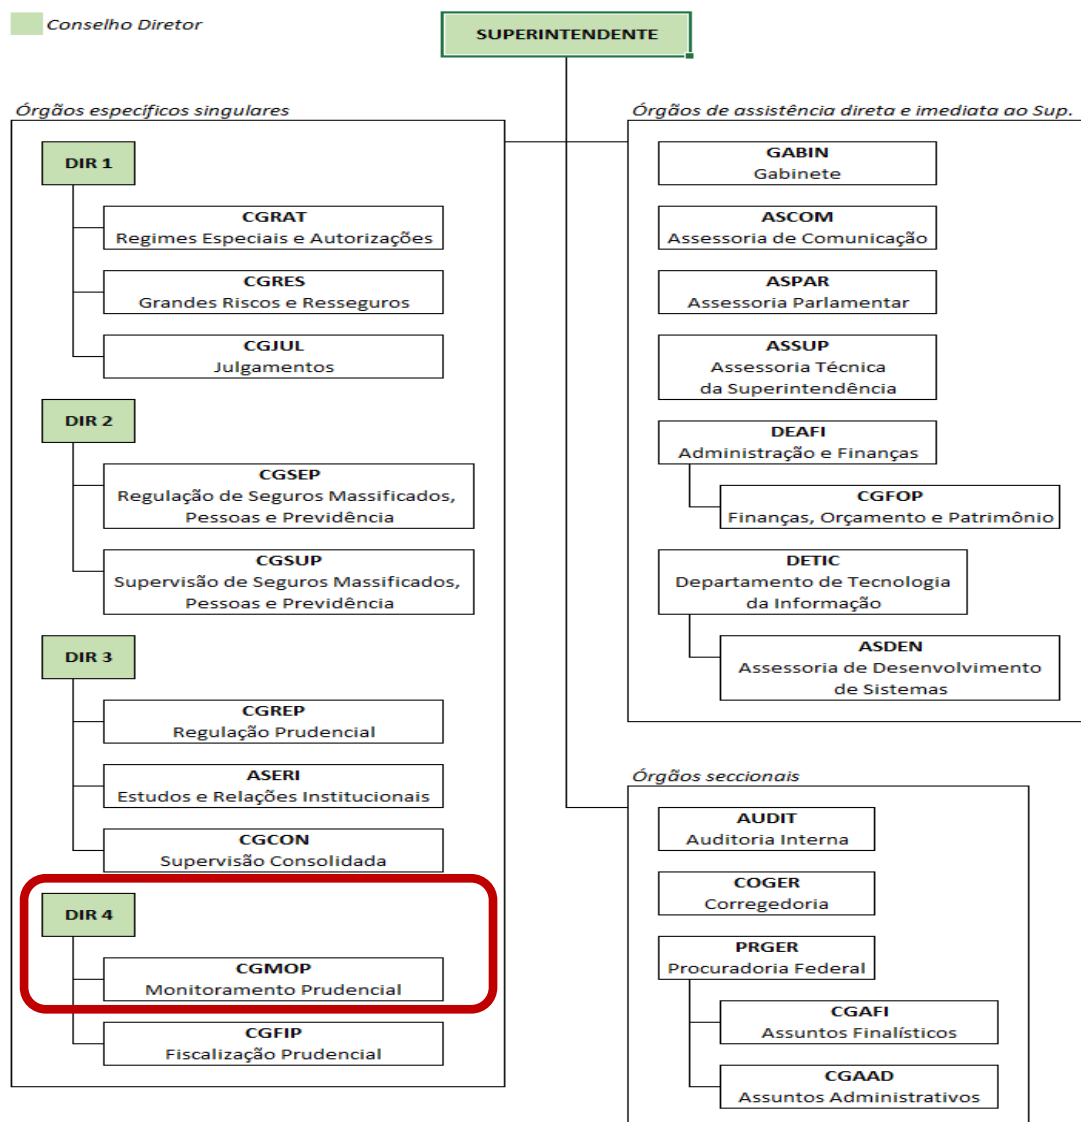 Conselho Diretor
SUPERINTENDENTE
Órgãos específicos singulares
DIR 1
CGRAT
Regimes Especiais e Autorizações
CGRES
Grandes Riscos e Resseguros
CGJUL
Julgamentos
DIR 2
CGSEP
Regulação de Seguros Massificados,
Pessoas e Previdência
CGSUP
Supervisão de Seguros Massificados,
Pessoas e Previdência
DIR 3
CGREP
Regulação Prudencial
ASERI
Estudos e Relações Institucionais
CGCON
Supervisão Consolidada
DIR 4
CGMOP
Monitoramento Prudencial
CGFIP
Fiscalização Prudencial
Órgãos de assistência direta e imediata ao Sup.
GABIN
Gabinete
ASCOM
Assessoria de Comunicação
ASPAR
Assessoria Parlamentar
ASSUP
Assessoria Técnica
da Superintendência
DEAFI
Administração e Finanças
CGFOP
Finanças, Orçamento e Patrimônio
DETIC
Departamento de Tecnologia
da Informação
ASDEN
Assessoria de Desenvolvimento
de Sistemas
Órgãos seccionais
AUDIT
Auditoria Interna
COGER
Corregedoria
PRGER
Procuradoria Federal
CGAFI
Assuntos Finalísticos
CGAAD
Assuntos Administrativos